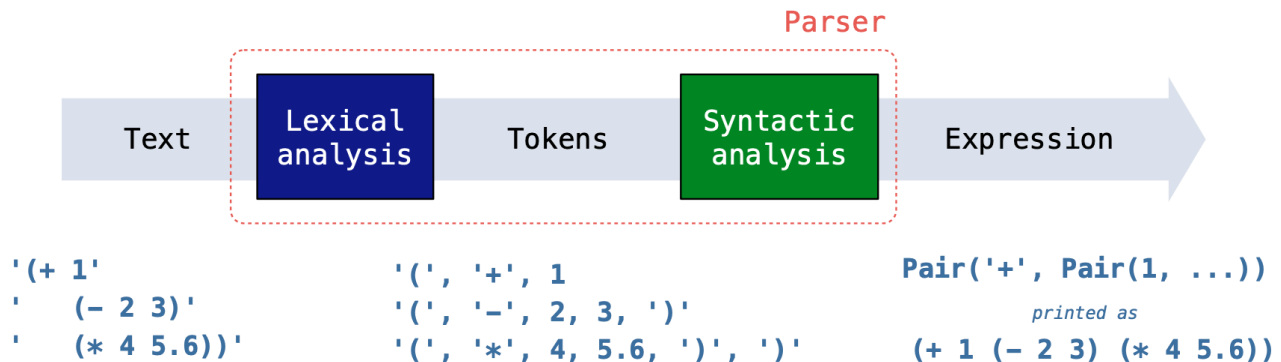 Parser
Text
Lexical
analysis
Tokens
Syntactic
analysis
Expression
'(+ 1'
'   (- 2 3)'
'   (* 4 5.6))'
'(', '+', 1
'(', '-', 2, 3, ')'
'(', '*', 4, 5.6, ')', ')'
Pair('+', Pair(1, ...))
printed as
(+ 1 (- 2 3) (* 4 5.6))